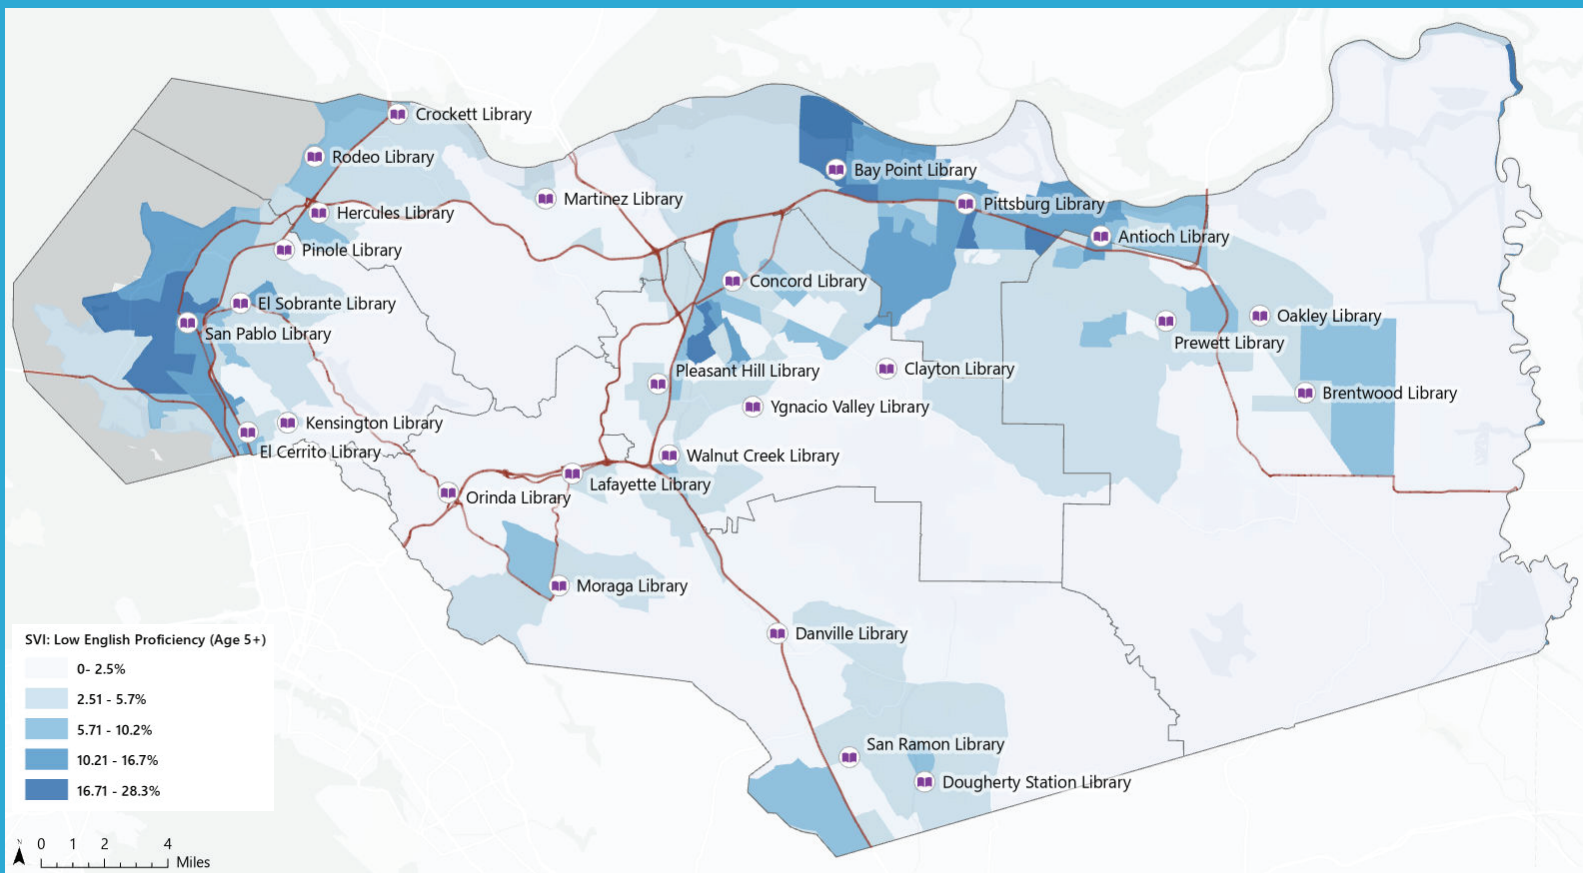 Crockett Library
Rodeo Library
Bay Point Library
Martinez Library
Pittsburg Library
Hercules Library
Antioch Library
Pinole Library
Concord Library
El Sobrante Library
Oakley Library
San Pablo Library
Prewett Library
Pleasant Hill Library
Clayton Library
Brentwood Library
Ygnacio Valley Library
Kensington Library
El Cerrito Library
Walnut Creek Library
Lafayette Library
Orinda Library
Moraga Library
Danville Library
San Ramon Library
Dougherty Station Library
SVI: Low English Proficiency (Age 5+)
0- 2.5%
2.51 - 5.7%
5.71 - 10.2%
10.21 - 16.7%
16.71 - 28.3%
N
0 1 2 4
Miles